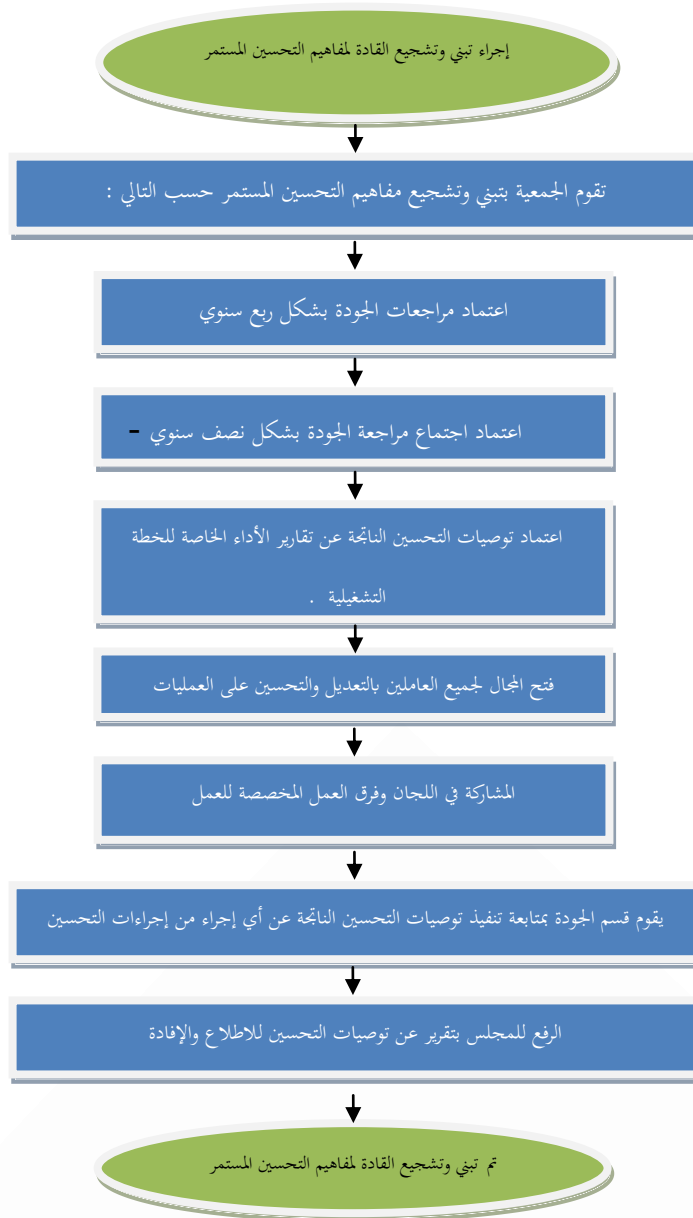 إجراء تبني وتشجيع القادة لمفاهيم التحسين المستمر
تقوم الجمعية بتبني وتشجيع مفاهيم التحسين المستمر حسب التالي :
اعتماد مراجعات الجودة بشكل ربع سنوي
اعتماد اجتماع مراجعة الجودة بشكل نصف سنوي –
اعتماد توصيات التحسين الناتجة عن تقارير الأداء الخاصة للخطة
التشغيلية .
فتح المجال لجميع العاملين بالتعديل والتحسين على العمليات
المشاركة في اللجان وفرق العمل المخصصة للعمل
يقوم قسم الجودة بمتابعة تنفيذ توصيات التحسين الناتجة عن أي إجراء من إجراءات التحسين
الرفع للمجلس بتقرير عن توصيات التحسين للاطلاع والإفادة
تم تبني وتشجيع القادة لمفاهيم التحسين المستمر